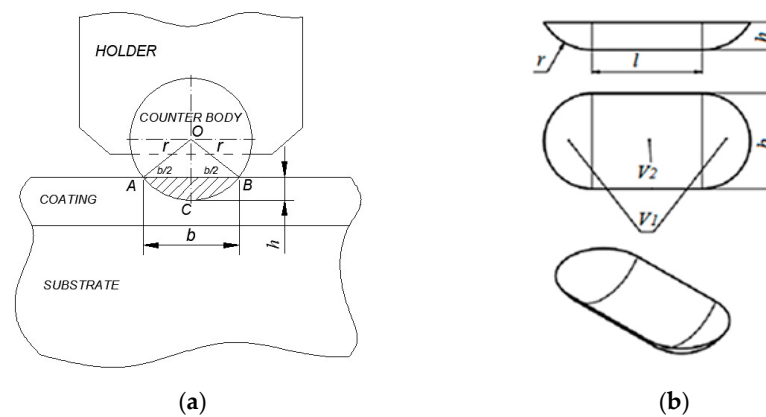 HOLDER
COUNTER BODY
O
r r
b/2 b/2
A B
COATING
C
b
h
SUBSTRATE
(a)
r
l
h
b
V2
V1
(b)